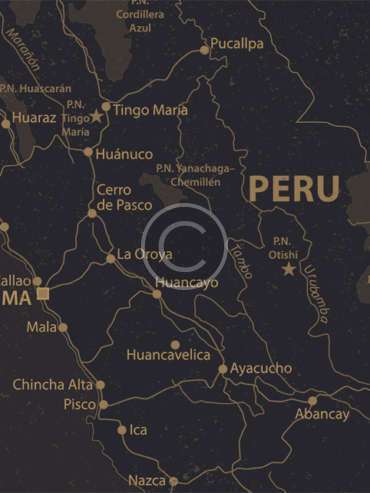 P.N.
Cordillera
Azul
Marañón
Pucallpa
P.N. Huascarán
P.N.
Tingo
María
Tingo María
Huaraz
Huánuco
P.N. Yanachaga–
Chemillén
Cerro
de Pasco
PERU
©
P.N.
Otishi
La Oroya
Tambo
Urubamba
Callao
MA
Huancayo
Mala
Huancavelica
Ayacucho
Chincha Alta
Pisco
Abancay
Ica
Nazca